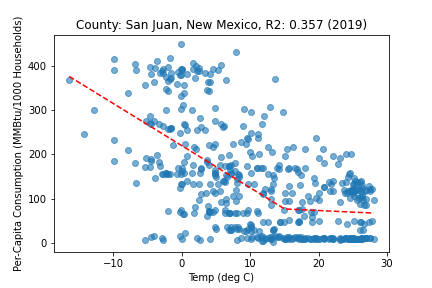 County: San Juan, New Mexico, R2: 0.357 (2019)
Per-Capita Consumption (MMBtu/1000 Households)
400
300
200
100
0
−10 0 10 20 30
Temp (deg C)